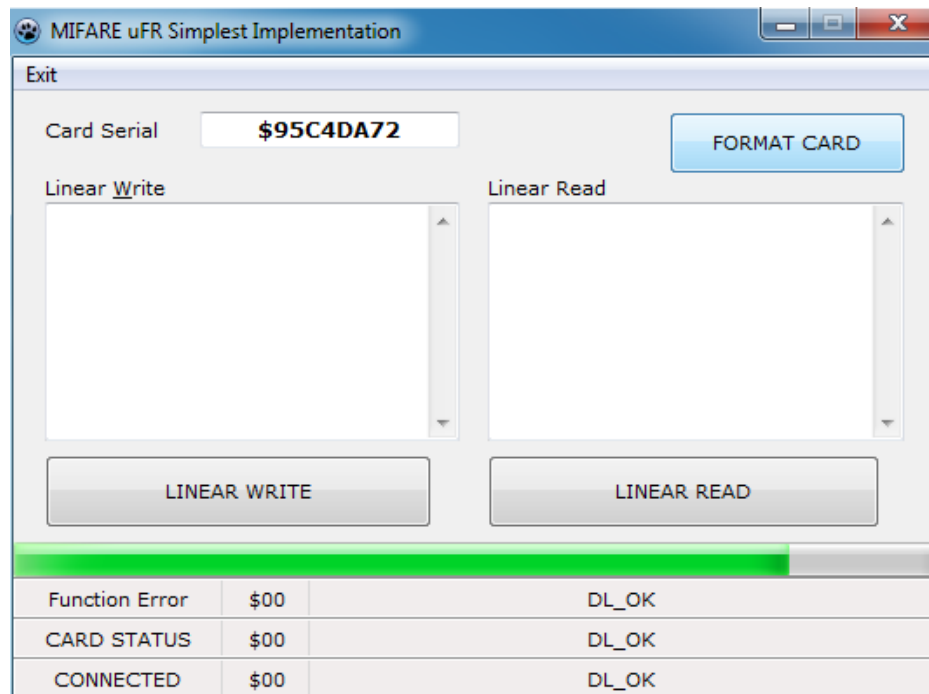 MIFARE uFR Simplest Implementation
Exit
Card Serial $95C4DA72 FORMAT CARD
Linear Write Linear Read
LINEAR WRITE LINEAR READ
Function Error $00 DL_OK
CARD STATUS $00 DL_OK
CONNECTED $00 DL_OK